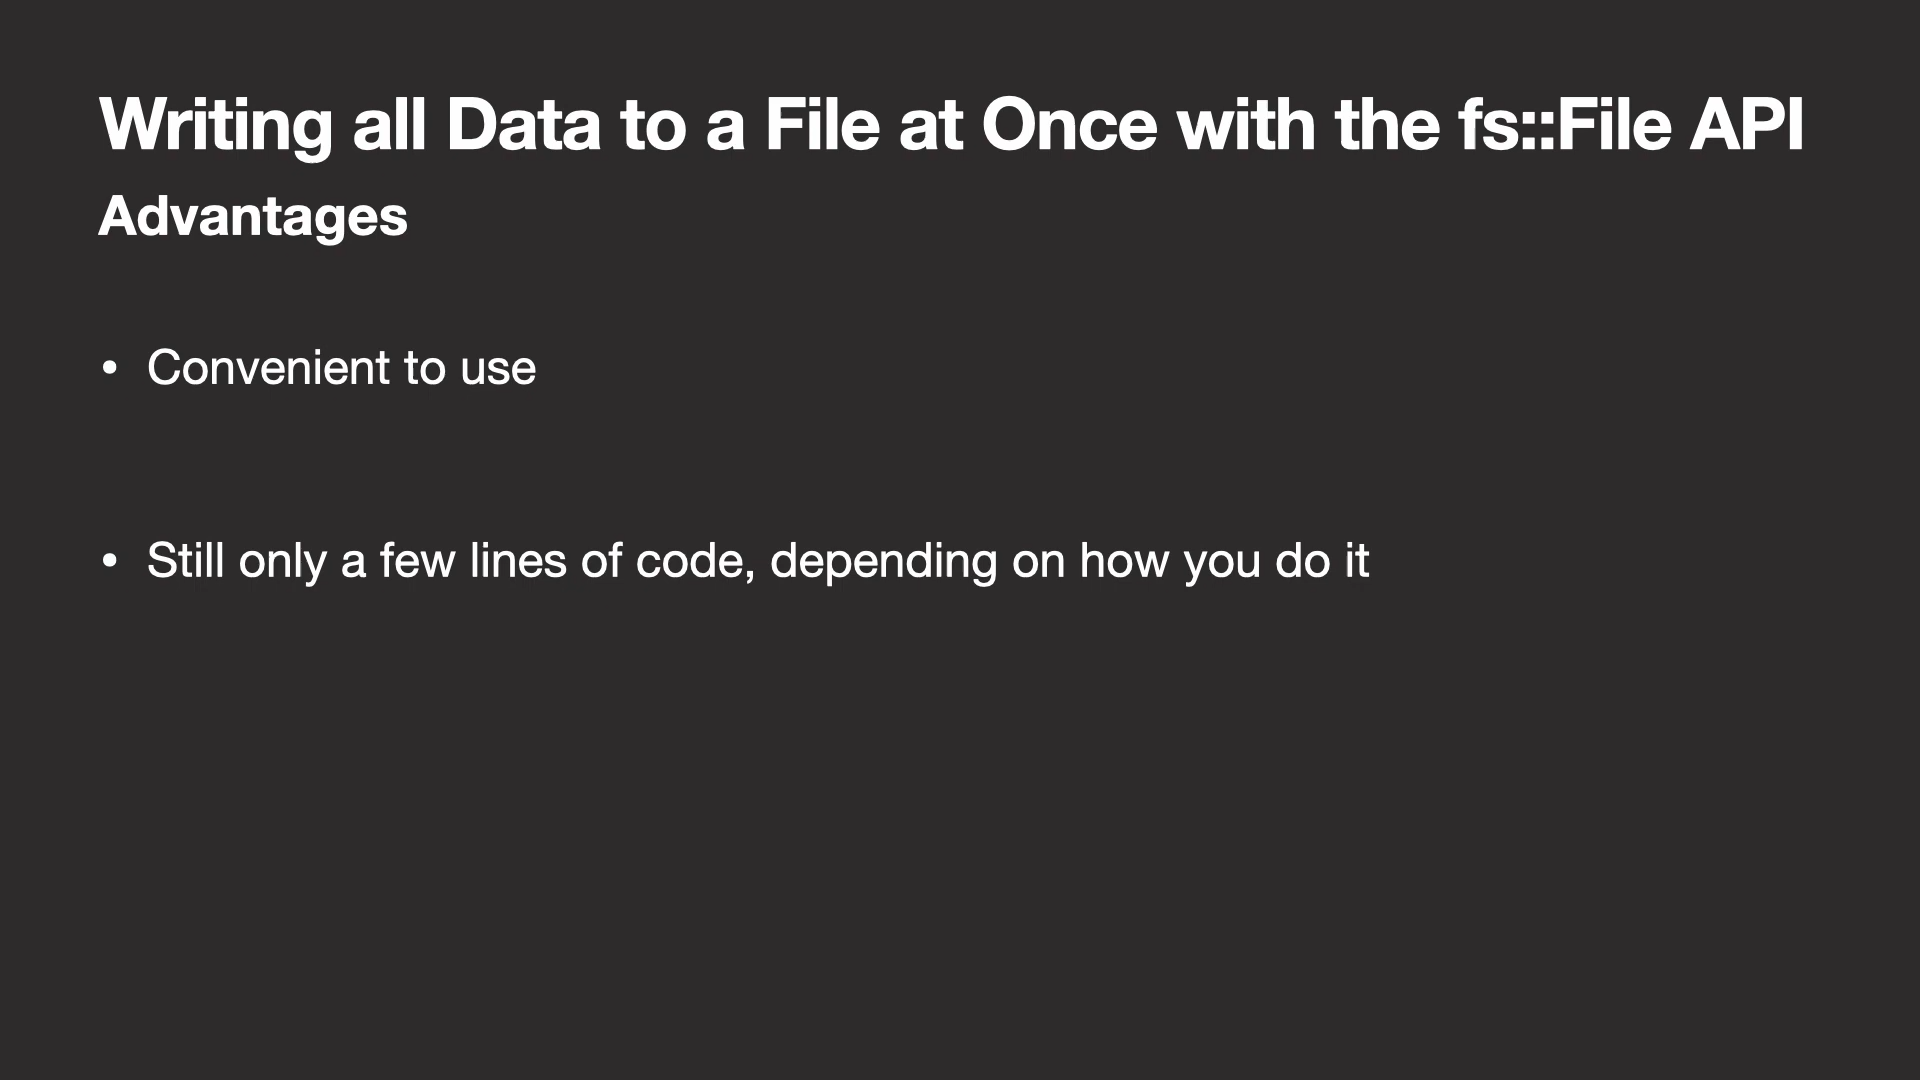 Writing all Data to a File at Once with the fs::File API
Advantages
• Convenient to use
• Still only a few lines of code, depending on how you do it